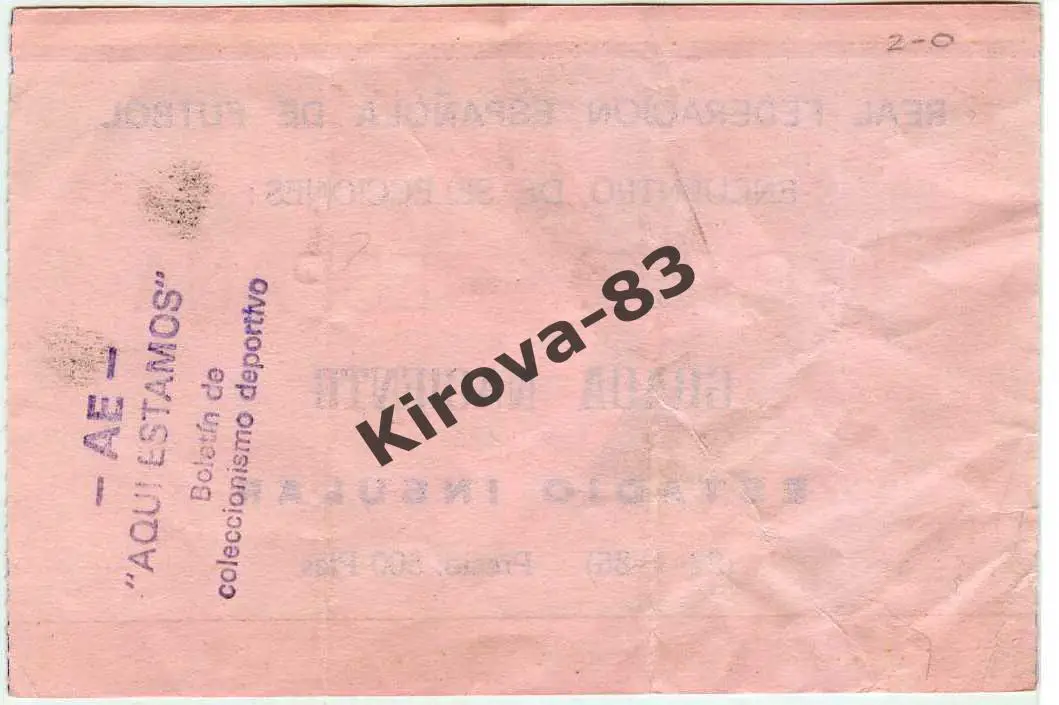 2-0
REAL FEDERACION ESPAÑOLA DE FUTBOL
ENCUENTRO DE SELECCIONES:
ESTADIO INSULAR
Precio, 500 Ptas
— AE —
"AQUI ESTAMOS"
Boletín de
coleccionismo deportivo
Kirova-83